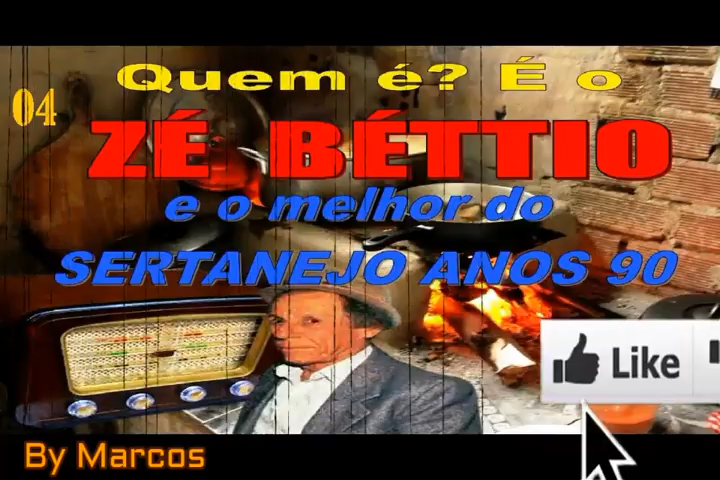 Quem é? É o
04
ZÉ BÉTTIO
e o melhor do
SERTANEJO ANOS 90
Like
By Marcos